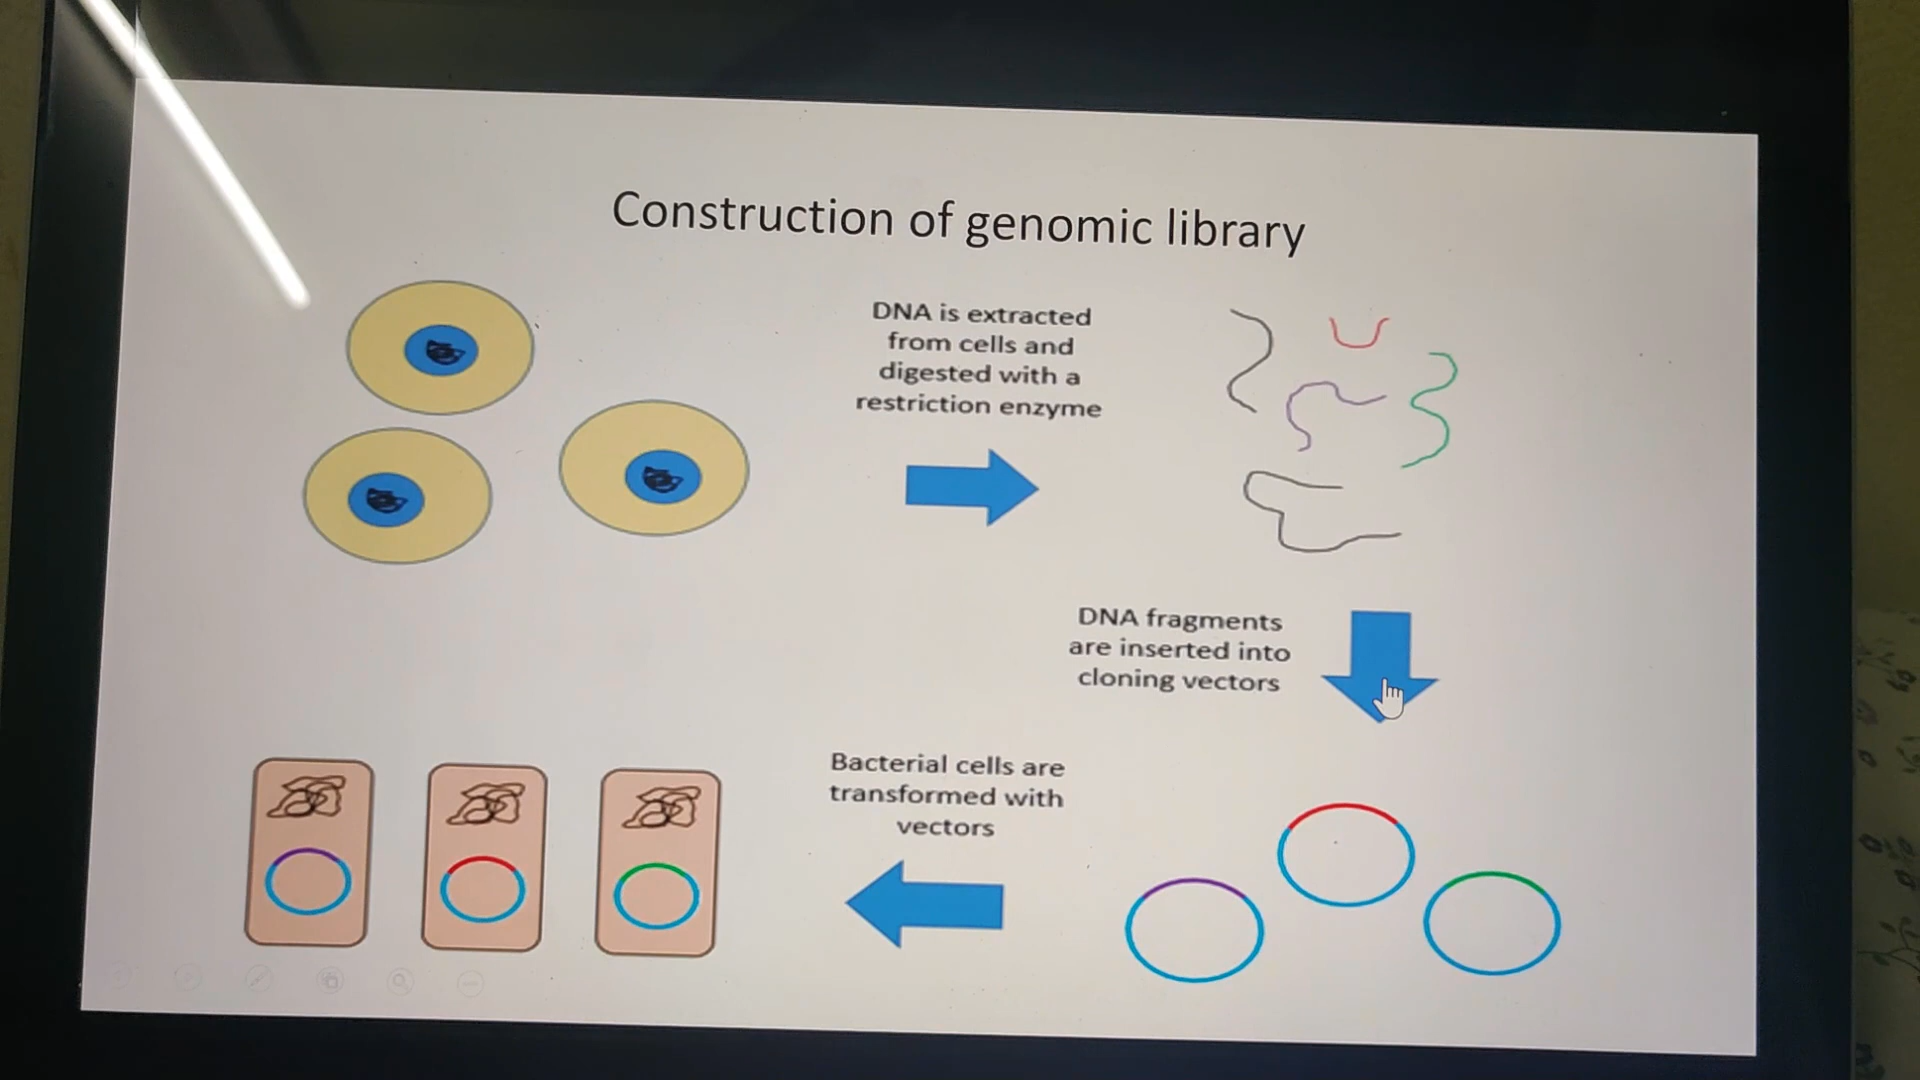 Construction of genomic library
DNA is extracted
from cells and
digested with a
restriction enzyme
DNA fragments
are inserted into
cloning vectors
Bacterial cells are
transformed with
vectors